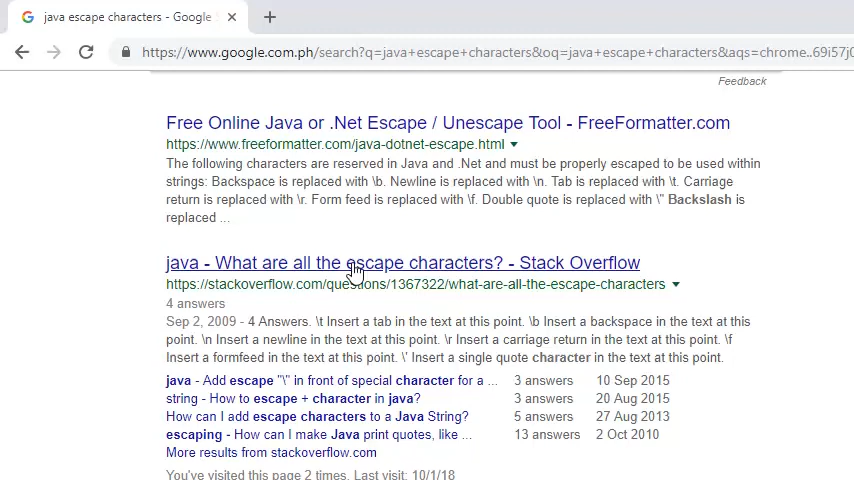 java escape characters - Google
https://www.google.com.ph/search?q=java+escape+characters&oq=java+escape+characters&aqs=chrome..69i57j0
Feedback
Free Online Java or .Net Escape / Unescape Tool - FreeFormatter.com
https://www.freeformatter.com/java-dotnet-escape.html
The following characters are reserved in Java and .Net and must be properly escaped to be used within
strings: Backspace is replaced with \b. Newline is replaced with \n. Tab is replaced with \t. Carriage
return is replaced with \r. Form feed is replaced with \f. Double quote is replaced with \" Backslash is
replaced ...
java - What are all the escape characters? - Stack Overflow
https://stackoverflow.com/questions/1367322/what-are-all-the-escape-characters
4 answers
Sep 2, 2009 - 4 Answers. \t Insert a tab in the text at this point. \b Insert a backspace in the text at this
point. \n Insert a newline in the text at this point. \r Insert a carriage return in the text at this point. \f
Insert a formfeed in the text at this point. \' Insert a single quote character in the text at this point.
java - Add escape "\" in front of special character for a ... 3 answers 10 Sep 2015
string - How to escape + character in java? 3 answers 20 Aug 2015
How can I add escape characters to a Java String? 5 answers 27 Aug 2013
escaping - How can I make Java print quotes, like ... 13 answers 2 Oct 2010
More results from stackoverflow.com
You've visited this page 2 times. Last visit: 10/1/18